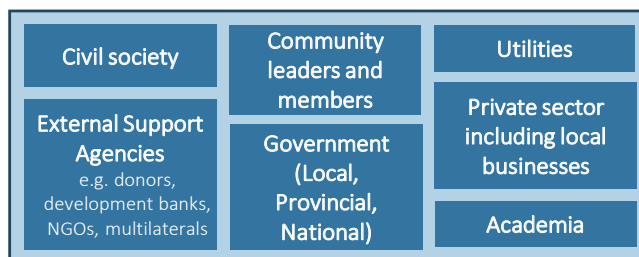 Civil society
External Support
Agencies
e.g. donors,
development banks,
NGOs, multilaterals
Community
leaders and
members
Government
(Local,
Provincial,
National)
Utilities
Private sector
including local
businesses
Academia